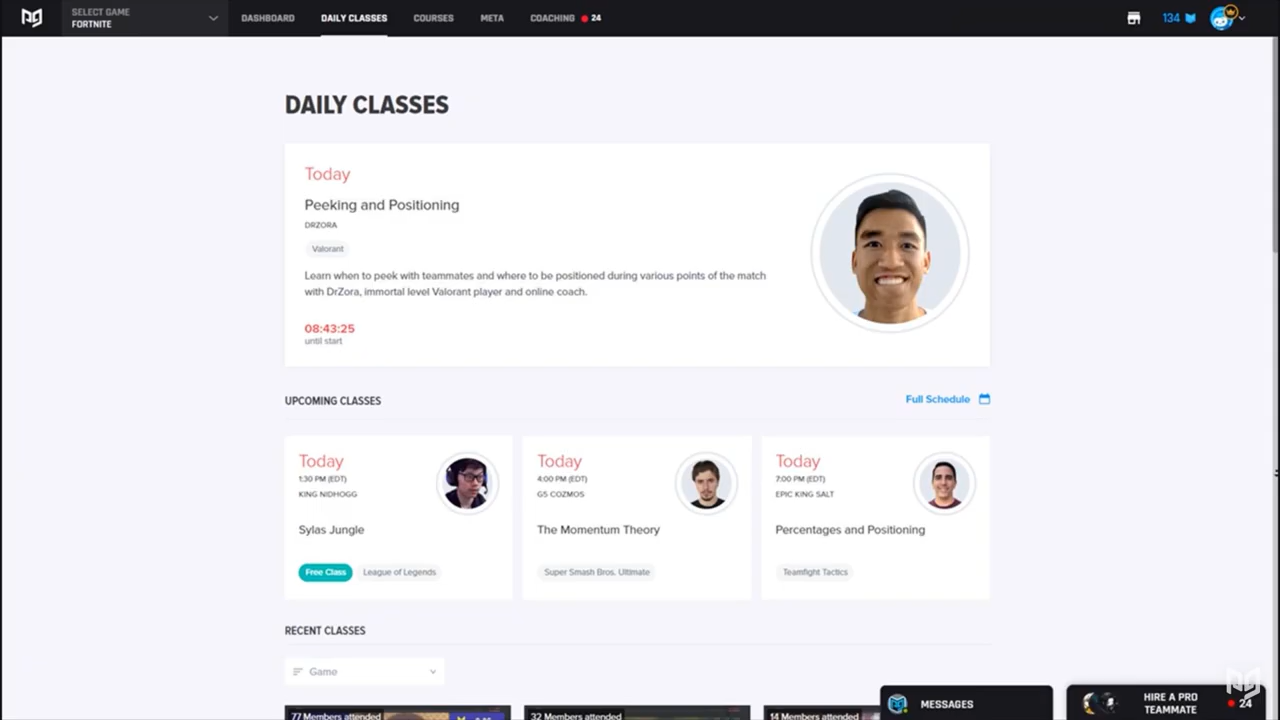 SELECT GAME
FORTNITE
DASHBOARD
DAILY CLASSES
COURSES
META
COACHING
24
134
DAILY CLASSES
Today
Peeking and Positioning
DRZORA
Valorant
Learn when to peek with teammates and where to be positioned during various points of the match
with DrZora, immortal level Valorant player and online coach.
08:43:25
until start
UPCOMING CLASSES
Full Schedule
Today
1:30 PM (EDT)
KING NIDHOGG
Sylas Jungle
Free Class
League of Legends
Today
4:00 PM (EDT)
G5 COZMOS
The Momentum Theory
Super Smash Bros. Ultimate
Today
7:00 PM (EDT)
EPIC KING SALT
Percentages and Positioning
Teamfight Tactics
RECENT CLASSES
Game
77 Members attended
32 Members attended
14 Members attended
MESSAGES
HIRE A PRO
TEAMMATE
24